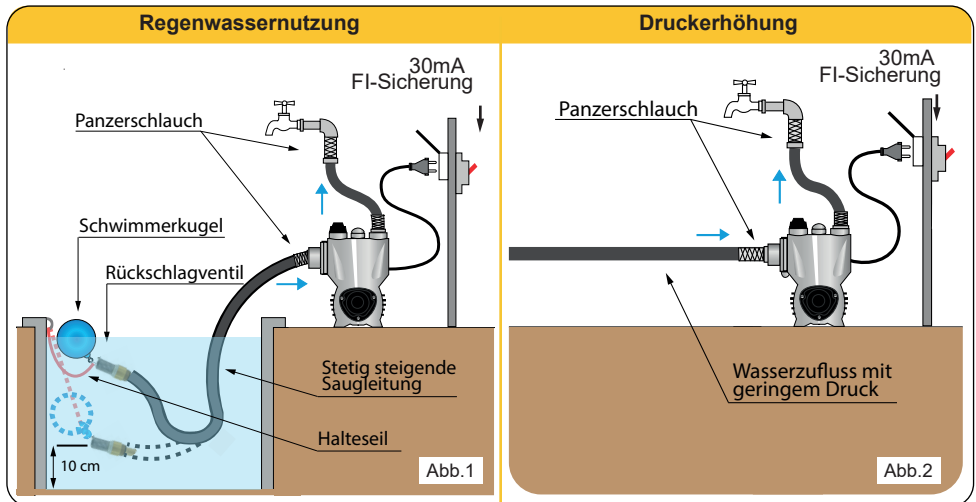 Regenwassernutzung
30mA
FI-Sicherung
Panzerschlauch
Schwimmerkugel
Rückschlagventil
Stetig steigende
Saugleitung
Halteseil
10 cm
Abb.1
Druckerhöhung
30mA
FI-Sicherung
Panzerschlauch
Wasserzufluss mit
geringem Druck
Abb.2